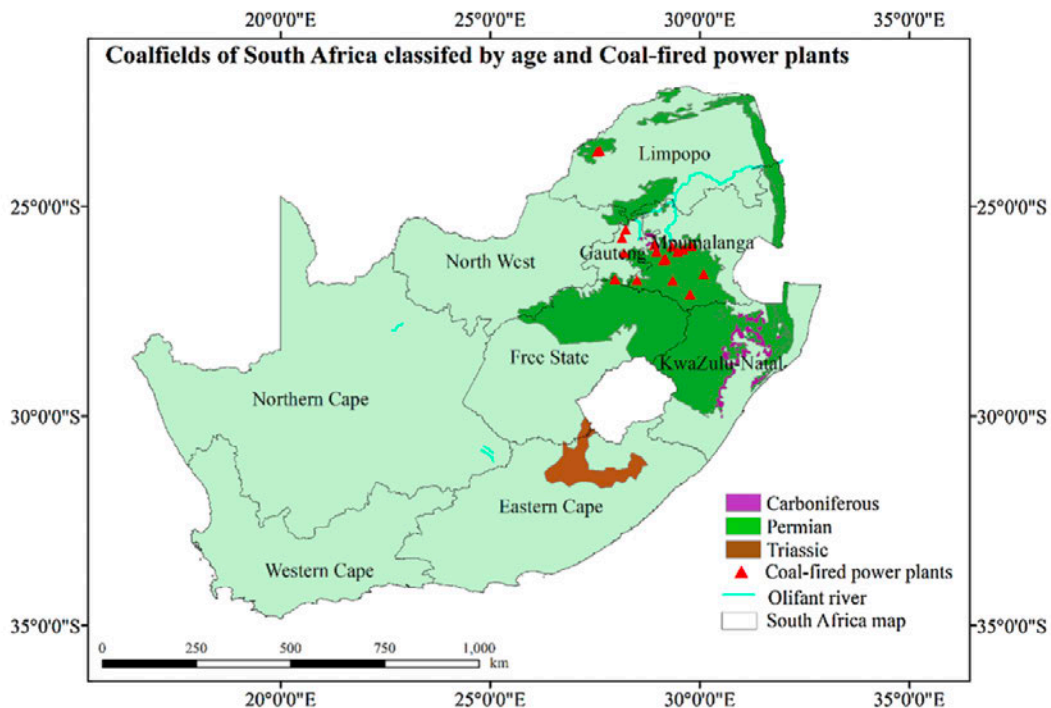 20°0'0"E 25°0'0"E 30°0'0"E 35°0'0"E
Coalfields of South Africa classifed by age and Coal-fired power plants
Limpopo
25°0'0"S 25°0'0"S
Mpumalanga
Gauteng
North West
Free State
KwaZulu-Natal
Northern Cape
30°0'0"S 30°0'0"S
Eastern Cape
Carboniferous
Permian
Triassic
Western Cape
Coal-fired power plants
Olifant river
South Africa map
35°0'0"S 35°0'0"S
0 250 500 750 1,000
km
20°0'0"E 25°0'0"E 30°0'0"E 35°0'0"E